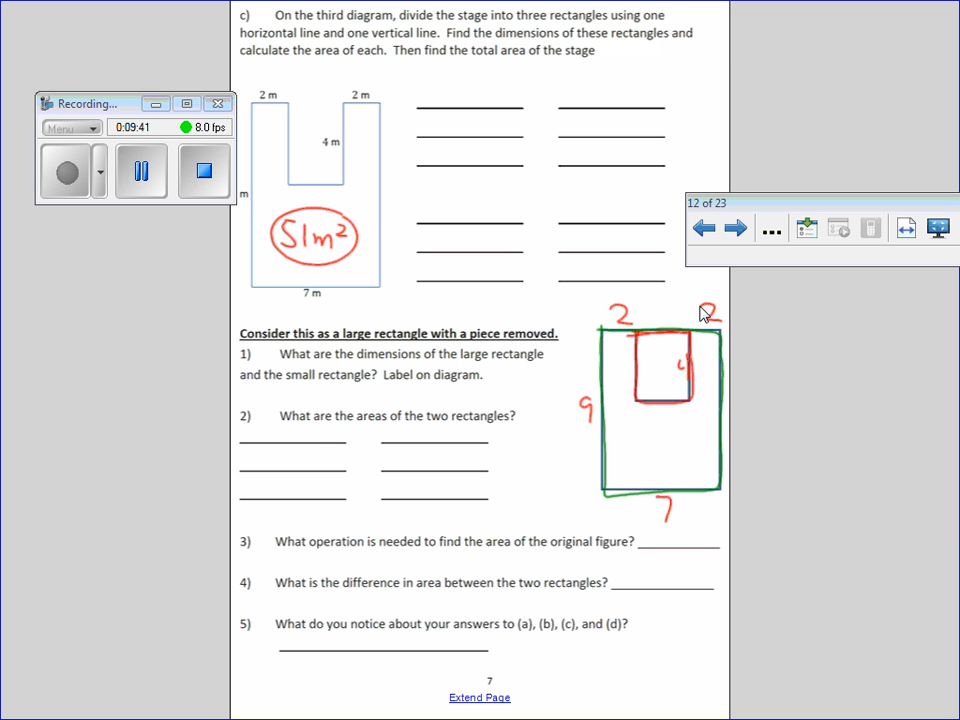 c) On the third diagram, divide the stage into three rectangles using one
horizontal line and one vertical line. Find the dimensions of these rectangles and
calculate the area of each. Then find the total area of the stage
2 m
2 m
Recording...
Menu
0:09:41
8.0 fps
4 m
m
51m²
7 m
12 of 23
...
Consider this as a large rectangle with a piece removed.
1) What are the dimensions of the large rectangle
and the small rectangle? Label on diagram.
2) What are the areas of the two rectangles?
2
2
4
9
7
3) What operation is needed to find the area of the original figure?
4) What is the difference in area between the two rectangles?
5) What do you notice about your answers to (a), (b), (c), and (d)?
7
Extend Page